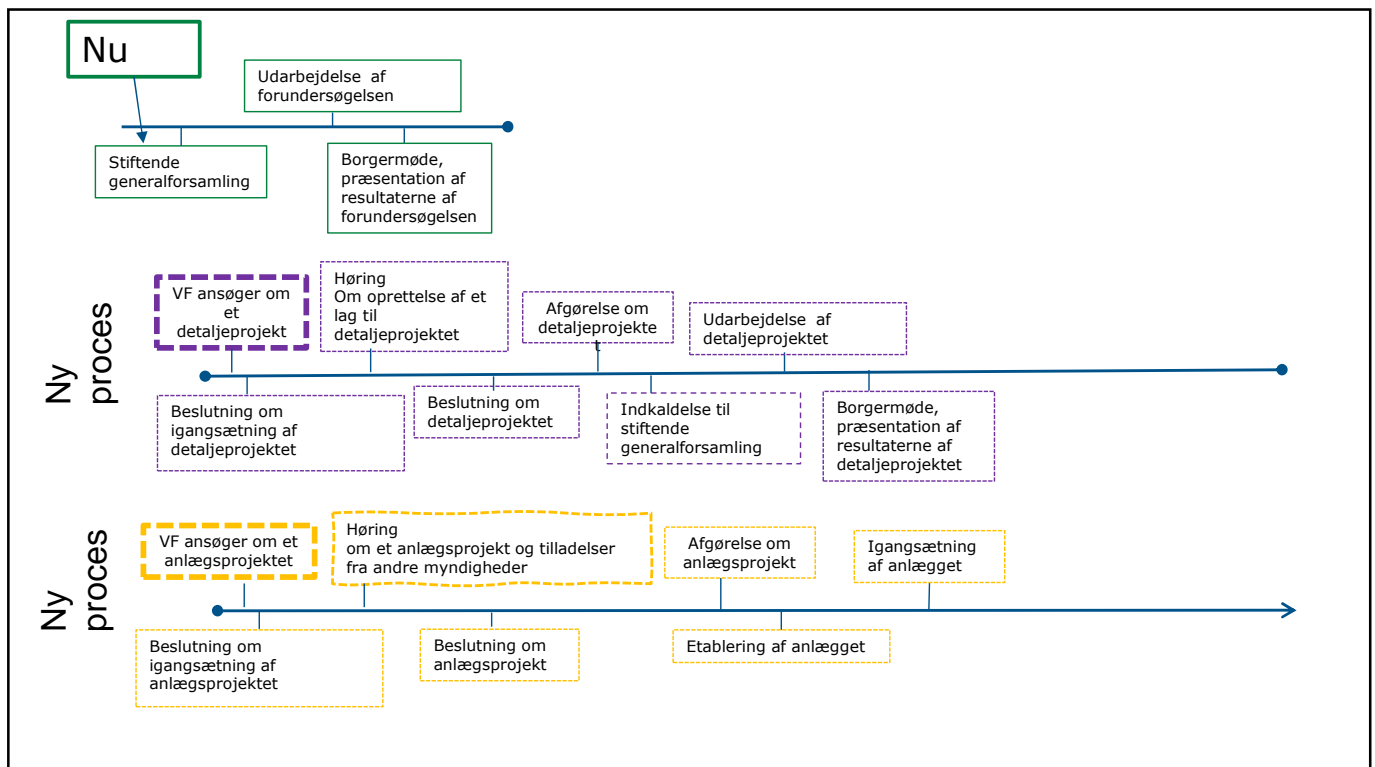 Nu
Udarbejdelse af
forundersøgelsen
Stiftende
generalforsamling
Borgermøde,
præsentation af
resultaterne af
forundersøgelsen
Ny
proces
VF ansøger om
et
detaljeprojekt
Høring
Om oprettelse af et
lag til
detaljeprojektet
Afgørelse om
detaljeprojekte
t
Udarbejdelse af
detaljeprojektet
Beslutning om
igangsætning af
detaljeprojektet
Beslutning om
detaljeprojektet
Indkaldelse til
stiftende
generalforsamling
Borgermøde,
præsentation af
resultaterne af
detaljeprojektet
Ny
proces
VF ansøger om et
anlægsprojektet
Høring
om et anlægsprojekt og tilladelser
fra andre myndigheder
Afgørelse om
anlægsprojekt
Igangsætning
af anlægget
Beslutning om
igangsætning af
anlægsprojektet
Beslutning om
anlægsprojekt
Etablering af anlægget